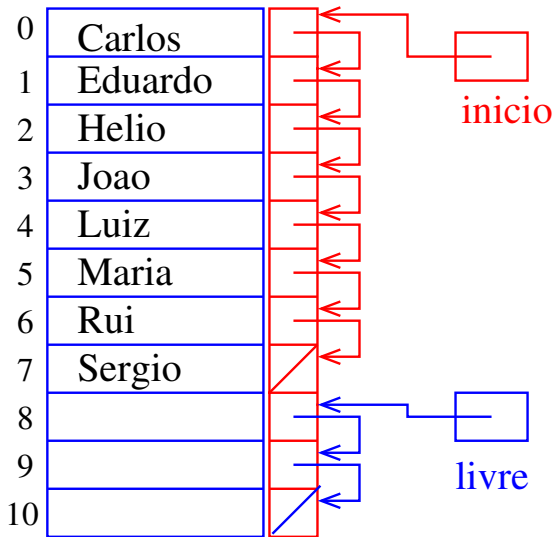 0 Carlos
1 Eduardo
inicio
2 Helio
3 Joao
4 Luiz
5 Maria
6 Rui
7 Sergio
8
9
livre
10